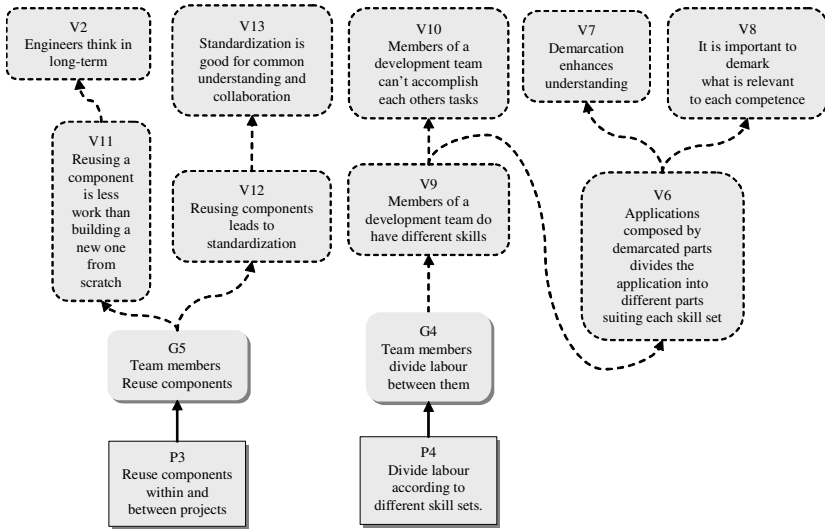 V2
Engineers think in
long-term
V13
Standardization is
good for common
understanding and
collaboration
V10
Members of a
development team
can't accomplish
each others tasks
V7
Demarcation
enhances
understanding
V8
It is important to
demark
what is relevant
to each competence
V11
Reusing a
component
is less
work than
building a
new one
from
scratch
V12
Reusing components
leads to
standardization
V9
Members of a
development team do
have different skills
V6
Applications
composed by
demarcated parts
divides the
application into
different parts
suiting each skill set
G5
Team members
Reuse components
G4
Team members
divide labour
between them
P3
Reuse components
within and
between projects
P4
Divide labour
according to
different skill sets.